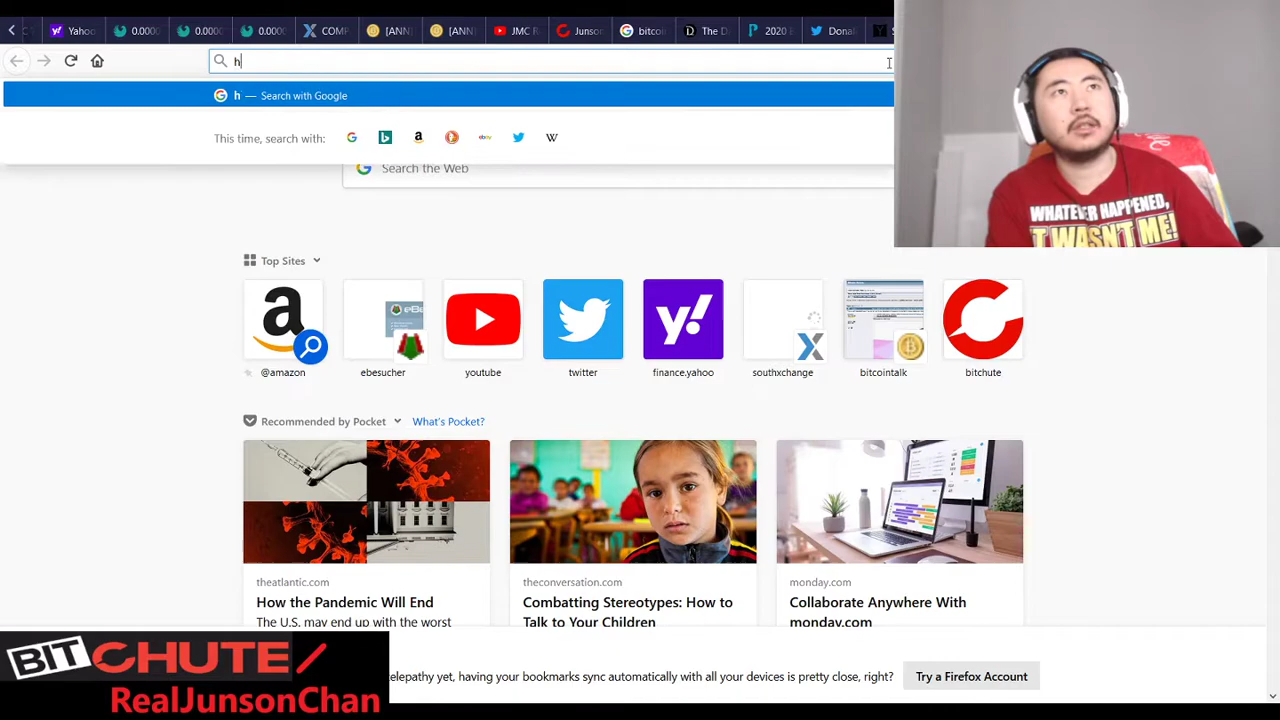 Yahoo
0.0000
0.0000
0.0000
COMP
[ANN]
[ANN]
JMC R
Junson
bitcoi
The D
2020 B
Donal
h
h — Search with Google
This time, search with:
ebay
W
Search the Web
WHATEVER HAPPENED,
IT WASN'T ME!
Top Sites
@amazon
ebesucher
youtube
twitter
finance.yahoo
southxchange
bitcointalk
bitchute
Recommended by Pocket
What's Pocket?
theatlantic.com
How the Pandemic Will End
The U.S. may end up with the worst
theconversation.com
Combatting Stereotypes: How to
Talk to Your Children
monday.com
Collaborate Anywhere With
monday.com
elepathy yet, having your bookmarks sync automatically with all your devices is pretty close, right?
Try a Firefox Account
BITCHUTE/
RealJunsonChan